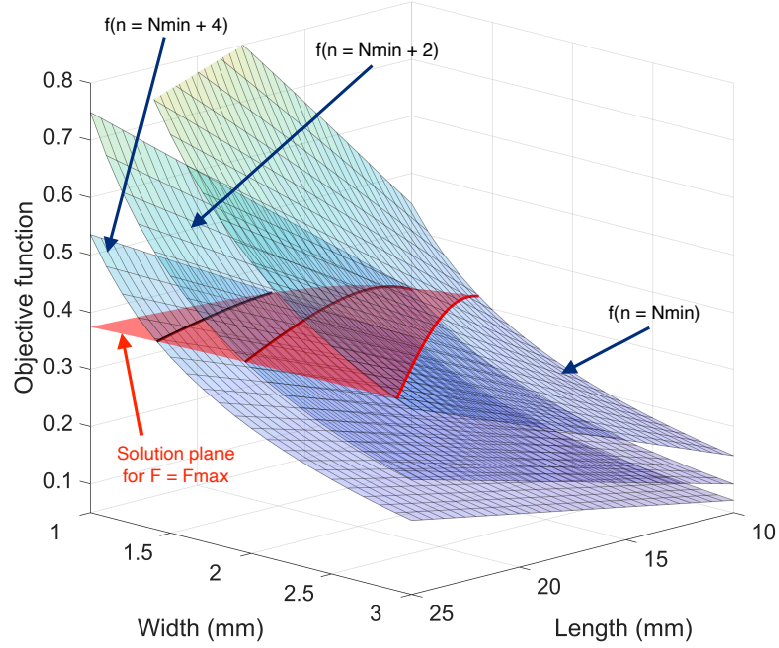 f(n = Nmin + 4)
f(n = Nmin + 2)
0.8
0.7
0.6
0.5
0.4
0.3
0.2
0.1
Objective function
f(n = Nmin)
Solution plane
for F = Fmax
1
1.5
2
2.5
3
Width (mm)
25
20
15
10
Length (mm)